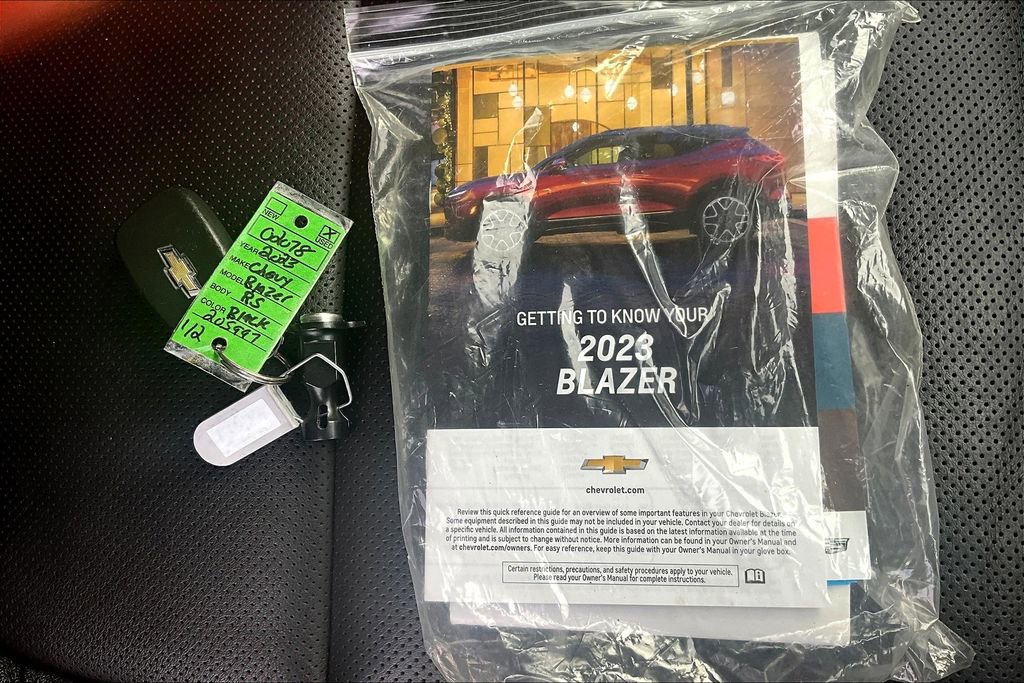 NEW
X
USED
YEAR 2023
MAKE Chevy
MODEL Blazer
BODY RS
COLOR Black
205997
1/2
GETTING TO KNOW YOUR
2023
BLAZER
chevrolet.com
Review this quick reference guide for an overview of some important features in your Chevrolet Blazer.
Some equipment described in this guide may not be included in your vehicle. Contact your dealer for details on
a specific vehicle. All information contained in this guide is based on the latest information available at the time
of printing and is subject to change without notice. More information can be found in your Owner's Manual and
at chevrolet.com/owners. For easy reference, keep this guide with your Owner's Manual in your glove box.
Certain restrictions, precautions, and safety procedures apply to your vehicle.
Please read your Owner's Manual for complete instructions.